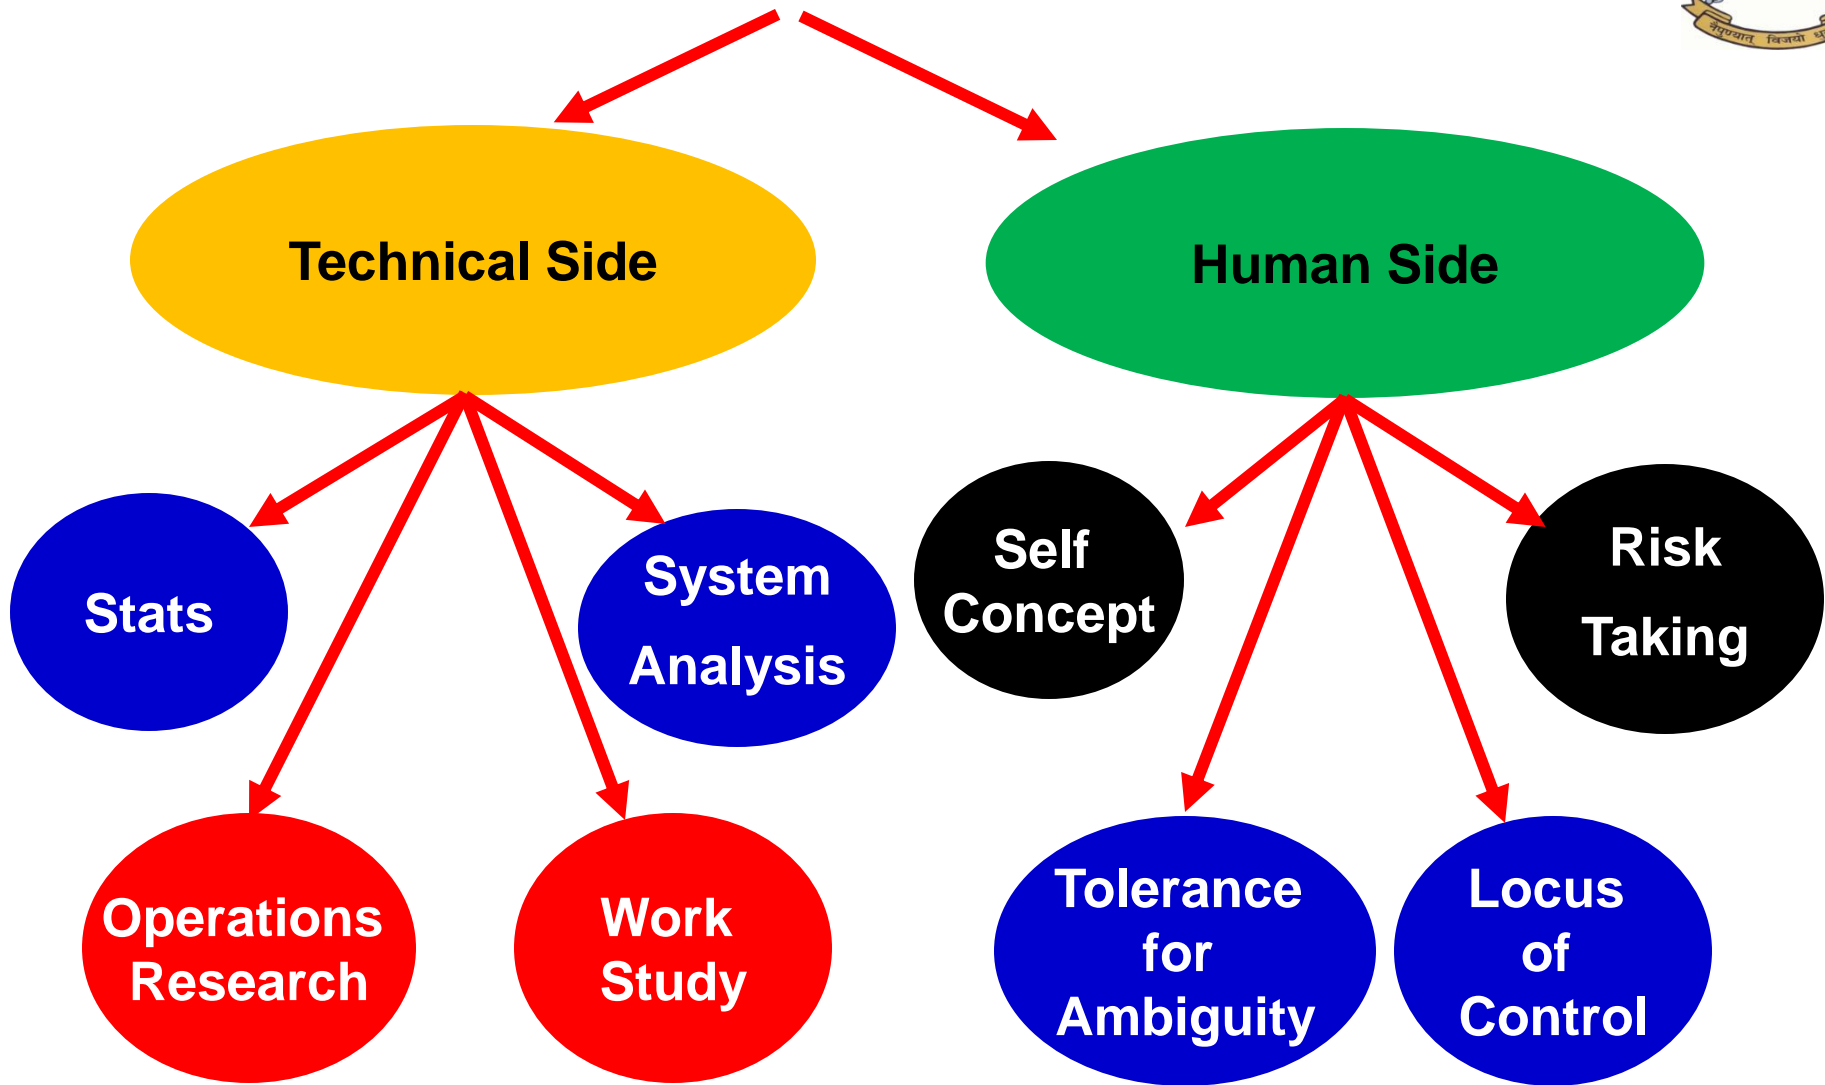 नैपुण्यात् विजयो
Technical Side
Human Side
Stats
System
Analysis
Self
Concept
Risk
Taking
Operations
Research
Work
Study
Tolerance
for
Ambiguity
Locus
of
Control